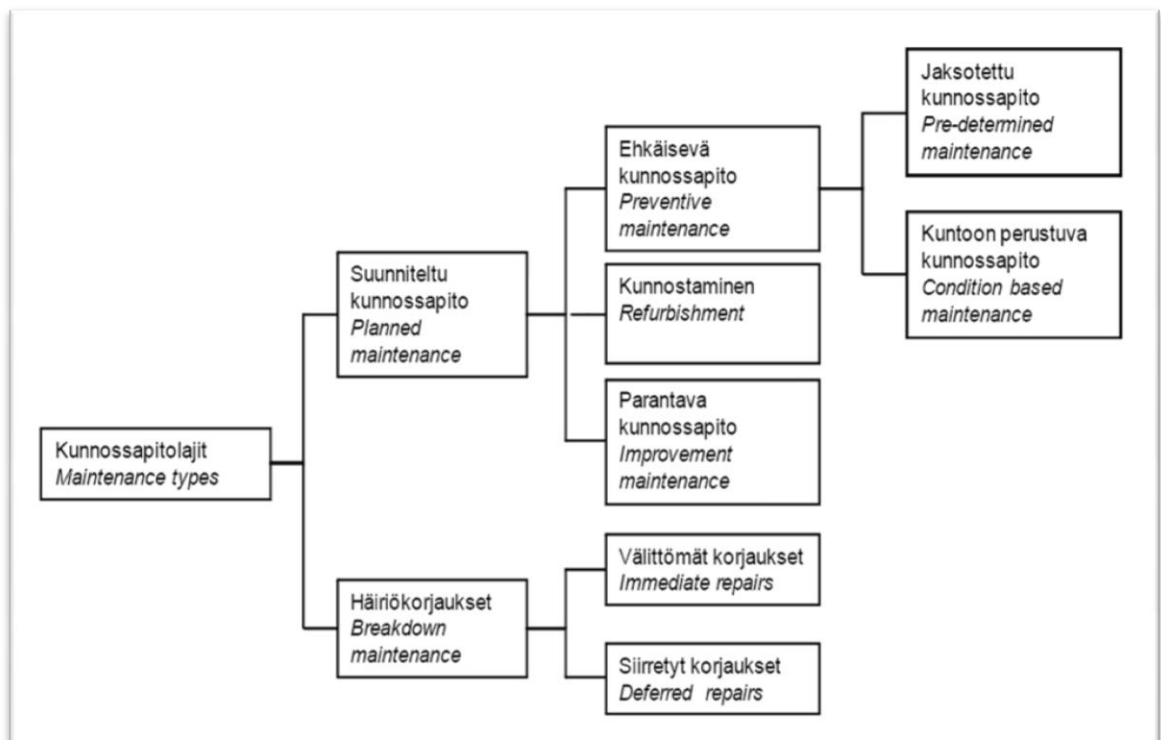 Kunnossapitolajit
Maintenance types
Suunniteltu
kunnossapito
Planned
maintenance
Häiriökorjaukset
Breakdown
maintenance
Ehkäisevä
kunnossapito
Preventive
maintenance
Kunnostaminen
Refurbishment
Parantava
kunnossapito
Improvement
maintenance
Välittömät korjaukset
Immediate repairs
Siirretyt korjaukset
Deferred repairs
Jaksotettu
kunnossapito
Pre-determined
maintenance
Kuntoon perustuva
kunnossapito
Condition based
maintenance